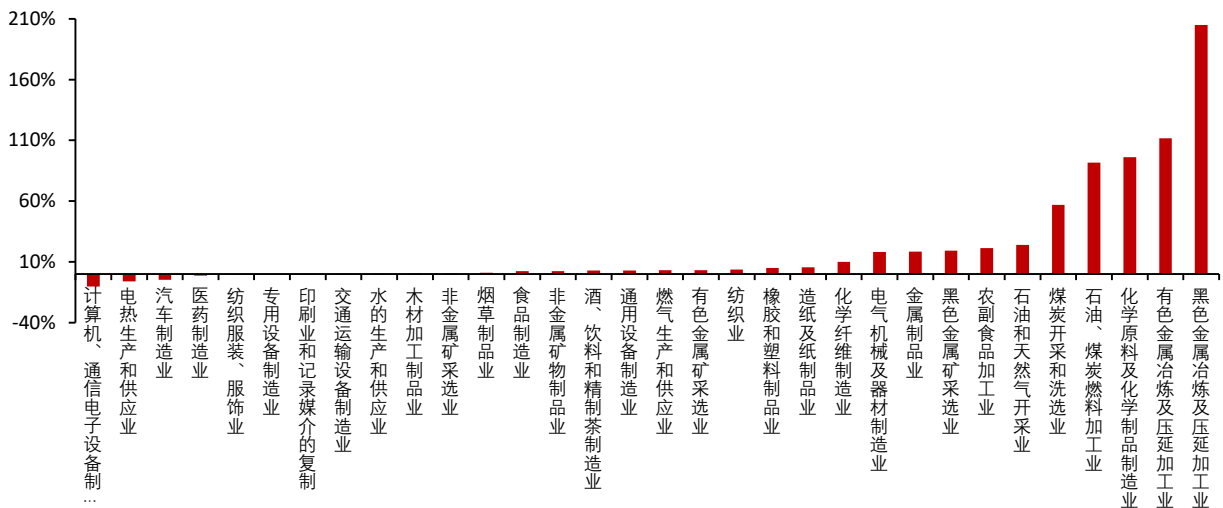 210%
160%
110%
60%
10%
-40%
计算机、通信电子设备制…
电热生产和供应业
汽车制造业
医药制造业
纺织服装、服饰业
专用设备制造业
印刷业和记录媒介的复制
交通运输设备制造业
水的生产和供应业
木材加工制品业
非金属矿采选业
烟草制品业
食品制造业
非金属矿物制品业
酒、饮料和精制茶制造业
通用设备制造业
燃气生产和供应业
有色金属矿采选业
纺织业
橡胶和塑料制品业
造纸及纸制品业
化学纤维制造业
电气机械及器材制造业
金属制品业
黑色金属矿采选业
农副食品加工业
石油和天然气开采业
煤炭开采和洗选业
石油、煤炭燃料加工业
化学原料及化学制品制造业
有色金属冶炼及压延加工业
黑色金属冶炼及压延加工业